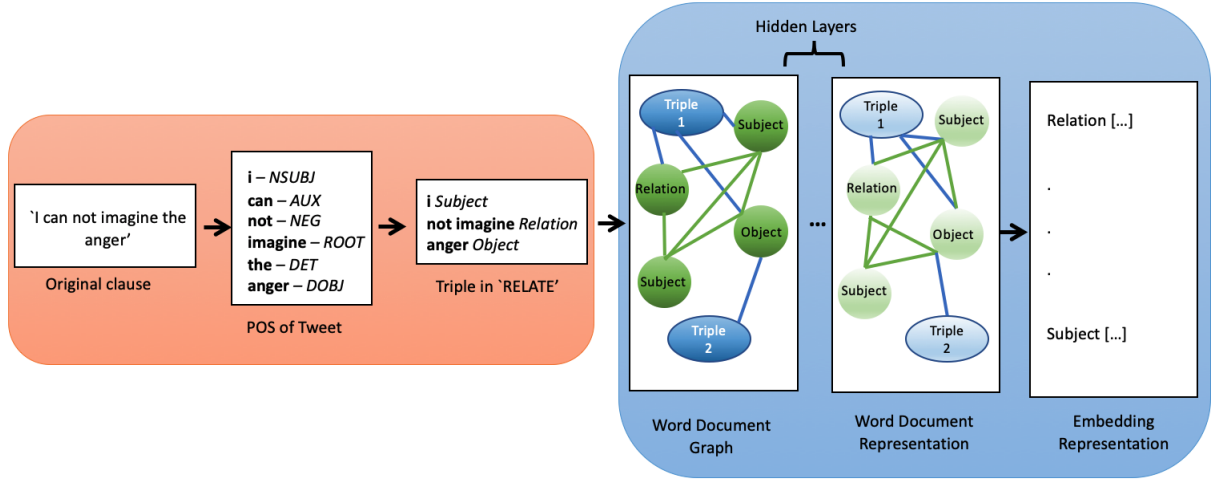 `I can not imagine the
anger’
Original clause
i – NSUBJ
can – AUX
not – NEG
imagine – ROOT
the – DET
anger – DOBJ
POS of Tweet
i Subject
not imagine Relation
anger Object
Triple in `RELATE’
Hidden Layers
Triple
1
Subject
Relation
Object
Subject
Triple
2
Word Document
Graph
...
Triple
1
Subject
Relation
Object
Subject
Triple
2
Word Document
Representation
Relation [...]
.
.
.
Subject [...]
Embedding
Representation